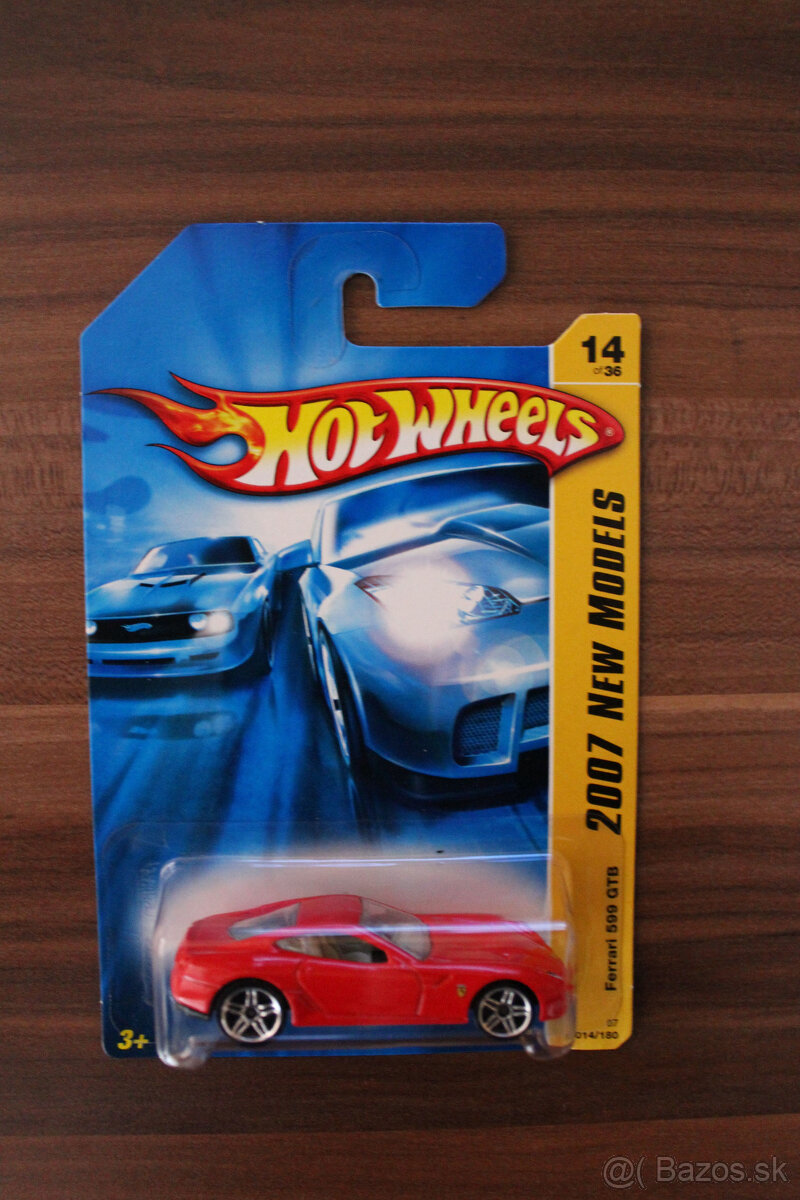 14
of 36
HOT WHEELS®
2007 NEW MODELS
Ferrari 599 GTB
07
014/180
3+
@( Bazos.sk